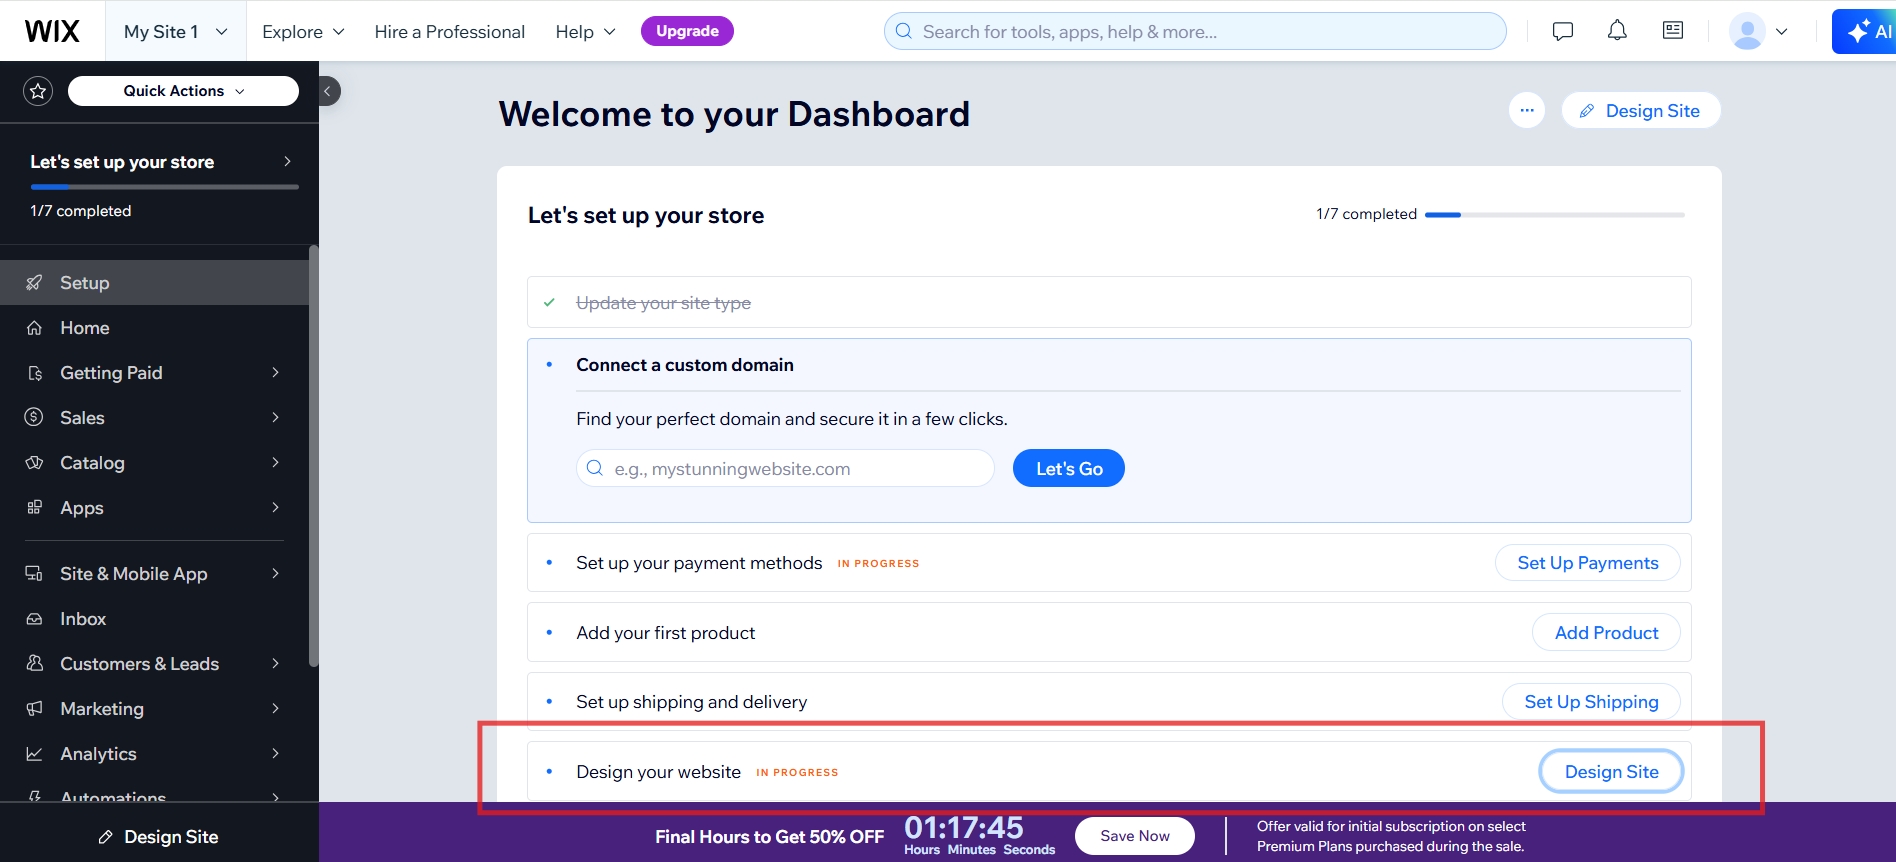 WIX
My Site 1
Explore
Hire a Professional
Help
Upgrade
Search for tools, apps, help & more...
AI
Quick Actions
Let's set up your store
1/7 completed
Setup
Home
Getting Paid
Sales
Catalog
Apps
Site & Mobile App
Inbox
Customers & Leads
Marketing
Analytics
Automations
Design Site
Welcome to your Dashboard
...
Design Site
Let's set up your store
1/7 completed
Update your site type
Connect a custom domain
Find your perfect domain and secure it in a few clicks.
e.g., mystunningwebsite.com
Let's Go
Set up your payment methods IN PROGRESS
Set Up Payments
Add your first product
Add Product
Set up shipping and delivery
Set Up Shipping
Design your website IN PROGRESS
Design Site
Final Hours to Get 50% OFF
01:17:45
Hours Minutes Seconds
Save Now
Offer valid for initial subscription on select
Premium Plans purchased during the sale.